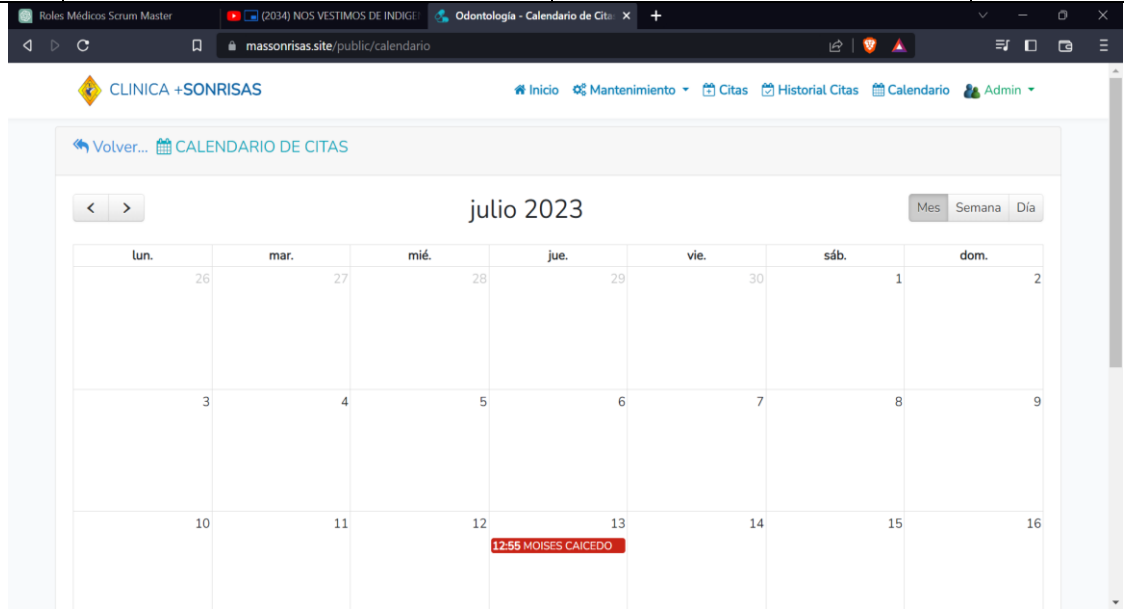 Roles Médicos Scrum Master
(2034) NOS VESTIMOS DE INDIGE
Odontología - Calendario de Cita
massonrisas.site/public/calendario
CLINICA +SONRISAS
Inicio Mantenimiento Citas Historial Citas Calendario Admin
Volver... CALENDARIO DE CITAS
julio 2023
Mes Semana Día
lun. mar. mié. jue. vie. sáb. dom.
26 27 28 29 30 1 2
3 4 5 6 7 8 9
10 11 12 13 14 15 16
12:55 MOISES CAICEDO